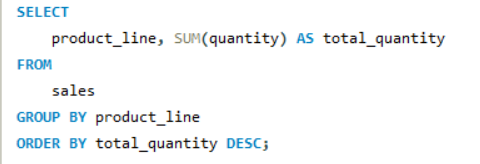 SELECT
    product_line, SUM(quantity) AS total_quantity
FROM
    sales
GROUP BY product_line
ORDER BY total_quantity DESC;